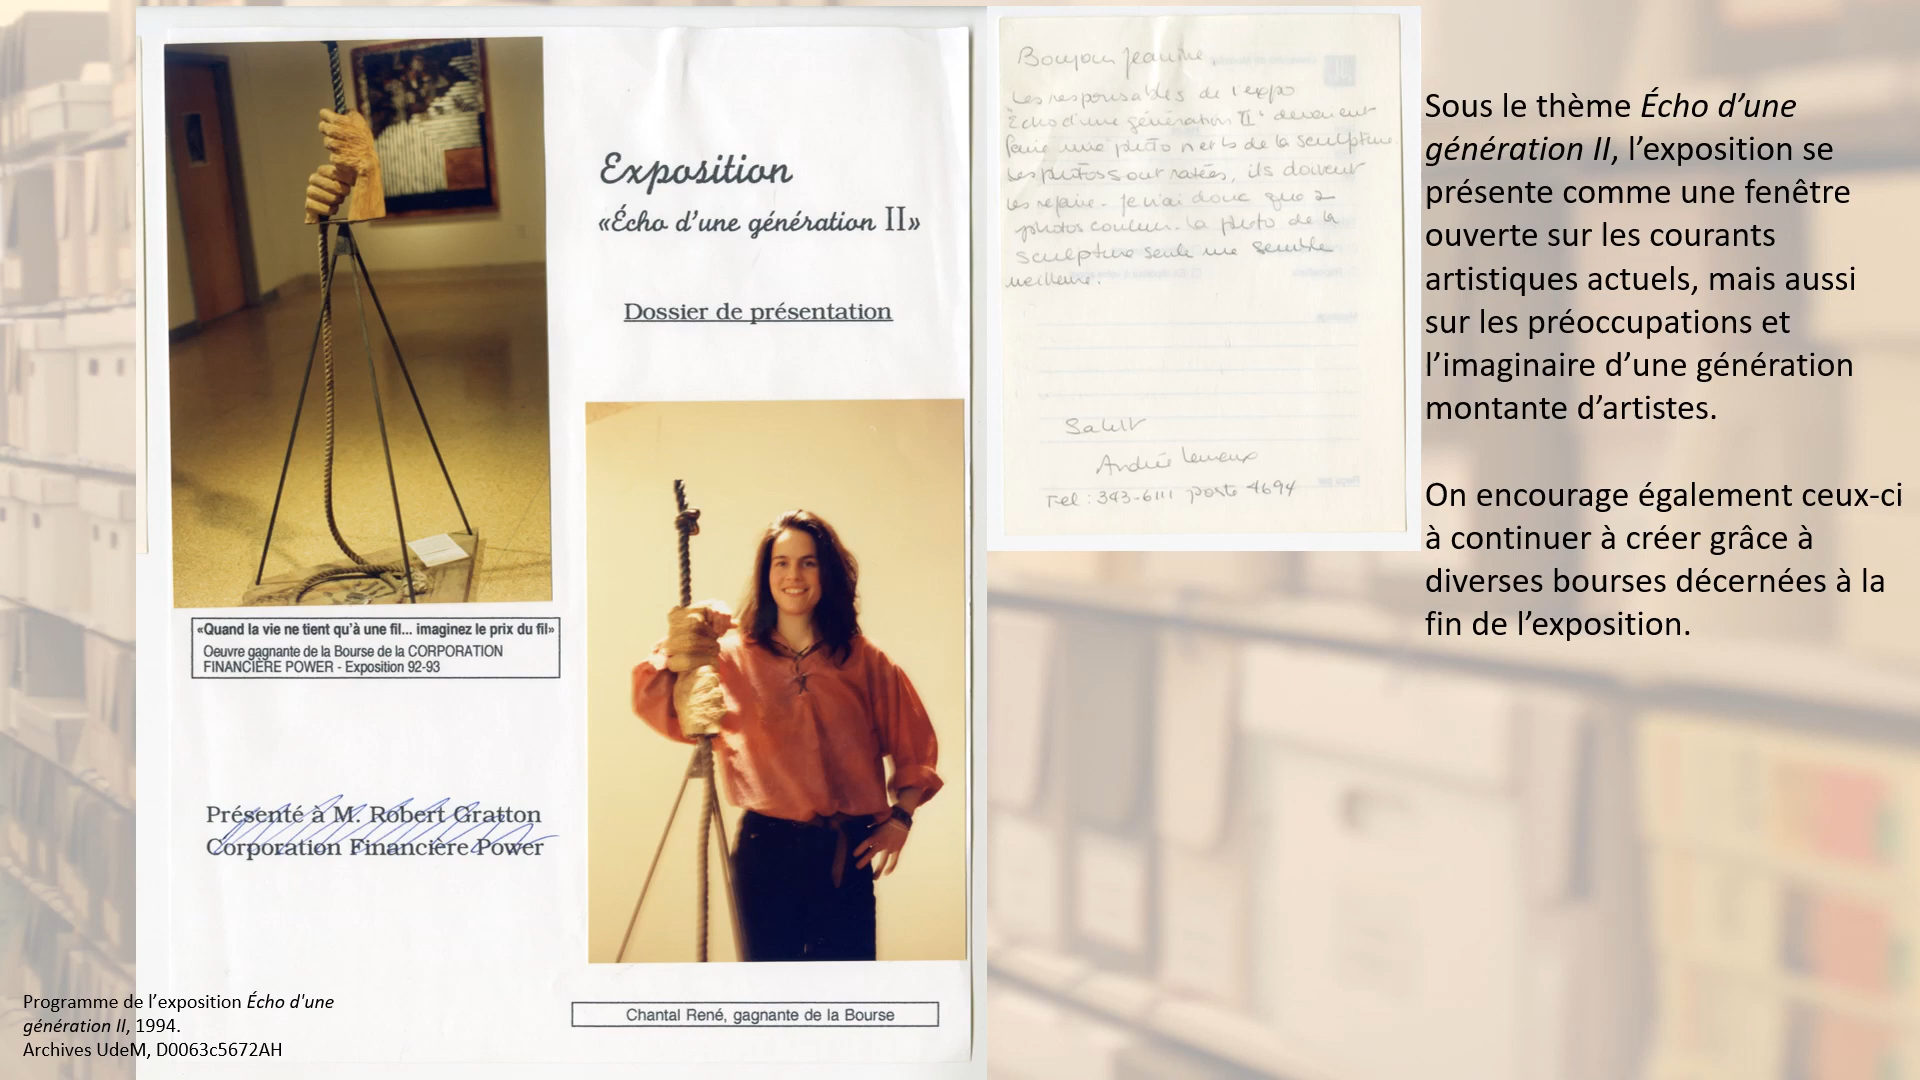 Exposition
«Écho d'une génération II»
Dossier de présentation
«Quand la vie ne tient qu'à une fil... imaginez le prix du fil»
Oeuvre gagnante de la Bourse de la CORPORATION
FINANCIÈRE POWER - Exposition 92-93
Présenté à M. Robert Gratton
Corporation Financière Power
Chantal René, gagnante de la Bourse
Programme de l'exposition Écho d'une
génération II, 1994.
Archives UdeM, D0063c5672AH
Bonjour Jeanine,
Les responsables de l'expo
"Echo d'une génération II" devaient
faire une photo n et b de la sculpture.
Les photos sont ratées, ils doivent
les refaire. Je n'ai donc que 2
photos couleur. La photo de la
sculpture seule me semble
meilleure.
Salut
Andrée Lemieux
Tel : 343-6111 poste 4694
Sous le thème Écho d'une
génération II, l'exposition se
présente comme une fenêtre
ouverte sur les courants
artistiques actuels, mais aussi
sur les préoccupations et
l'imaginaire d'une génération
montante d'artistes.
On encourage également ceux-ci
à continuer à créer grâce à
diverses bourses décernées à la
fin de l'exposition.